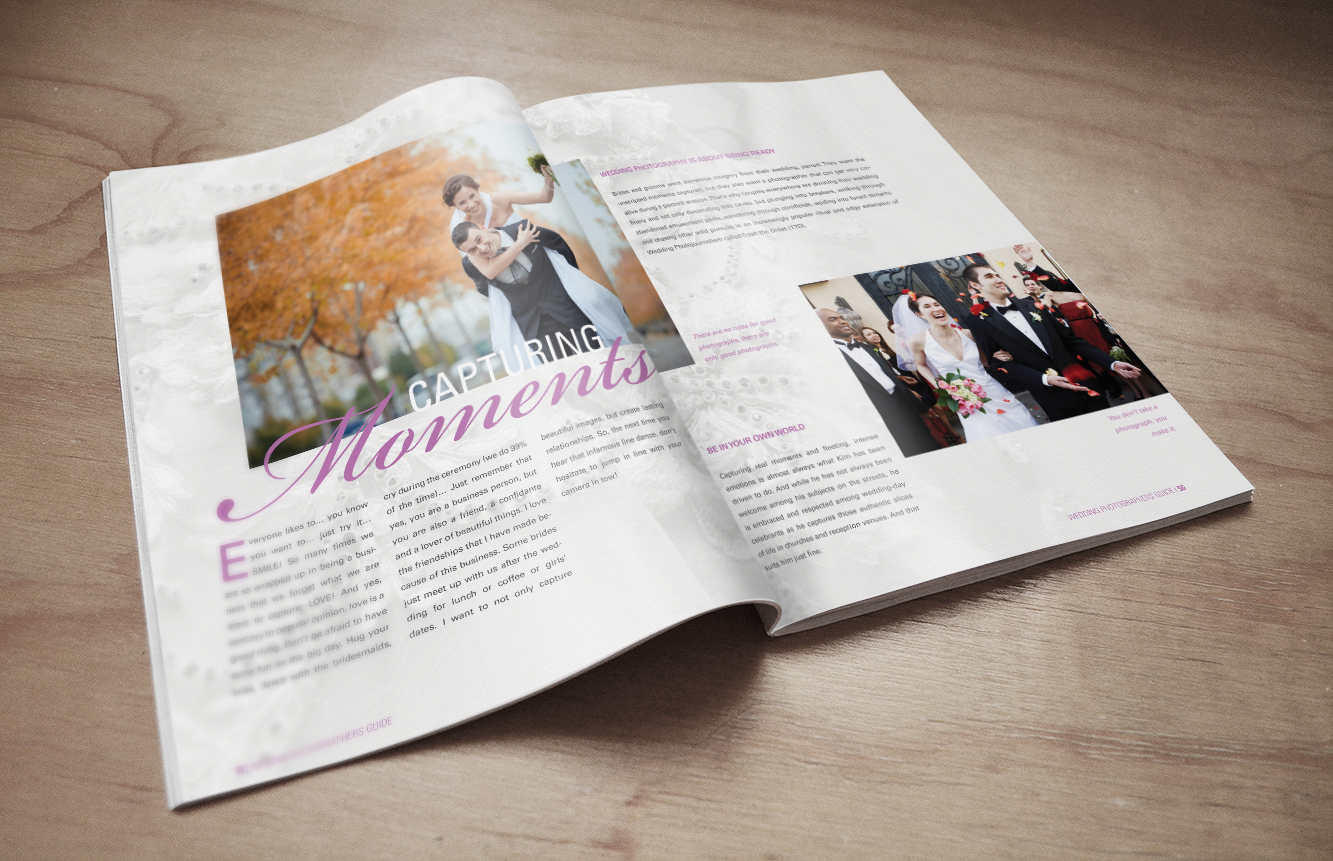 CAPTURING
Moments
Everyone likes to... you know
you want to... just try it...
SMILE! So many times we
are so wrapped up in being a busi-
ness that we forget what we are
there to capture: LOVE! And yes,
contrary to popular opinion, love is a
good thing. Don't be afraid to have
some fun on the big day. Hug your
bride, dance with the bridesmaids,
cry during the ceremony (we do 99%
of the time)... Just remember that
yes, you are a business person, but
you are also a friend, a confidante
and a lover of beautiful things. I love
the friendships that I have made be-
cause of this business. Some brides
just meet up with us after the wed-
ding for lunch or coffee or girls'
dates. I want to not only capture
beautiful images, but create lasting
relationships. So, the next time you
hear that infamous line dance, don't
hesitate to jump in line with your
camera in tow!
PHOTOGRAPHERS GUIDE
WEDDING PHOTOGRAPHY IS ABOUT BEING READY
Brides and grooms want sensitive imagery from their wedding, period. They want the
unscripted moments captured, but they also want a photographer that can get very cre-
ative during a portrait session. That's why couples everywhere are donning their wedding
finery and not only descending into caves, but plunging into breakers, walking through
abandoned amusement parks, wandering through cornfields, wading into forest streams
and chasing other wild pursuits in an increasingly popular ritual and edgy extension of
Wedding Photojournalism called Trash the Dress (TTD).
There are no rules for good
photographs, there are
only good photographs.
BE IN YOUR OWN WORLD
Capturing real moments and fleeting, intense
emotions is almost always what Kim has been
driven to do. And while he has not always been
welcome among his subjects on the streets, he
is embraced and respected among wedding-day
celebrants as he captures those authentic slices
of life in churches and reception venues. And that
suits him just fine.
You don't take a
photograph, you
make it.
WEDDING PHOTOGRAPHERS GUIDE |